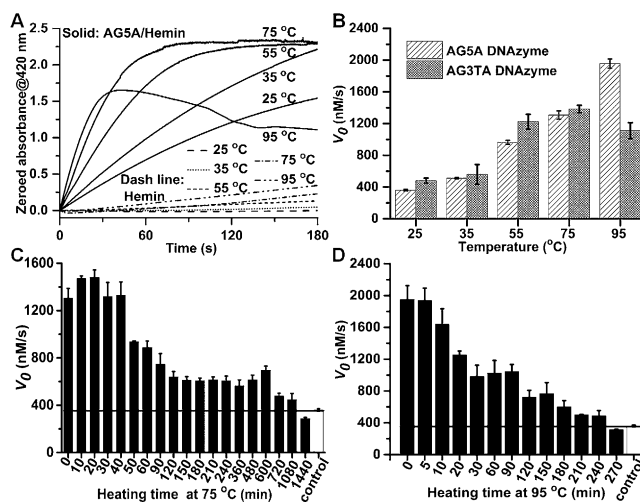 A
Solid: AG5A/Hemin
75 °C
55 °C
35 °C
25 °C
95 °C
25 °C
35 °C
55 °C
75 °C
95 °C
Dash line:
Hemin
Zeroed absorbance@420 nm
2.5
2.0
1.5
1.0
0.5
0.0
0 60 120 180
Time (s)
B
AG5A DNAzyme
AG3TA DNAzyme
V0 (nM/s)
2400
2000
1600
1200
800
400
0
25 35 55 75 95
Temperature (°C)
C
V0 (nM/s)
1600
1200
800
400
0
0 10 20 30 40 50 60 90 120 150 180 210 240 360 480 600 720 1080 1440 control
Heating time at 75 °C (min)
D
V0 (nM/s)
2400
2000
1600
1200
800
400
0
0 5 10 20 30 60 90 120 150 180 210 240 270 control
Heating time at 95 °C (min)